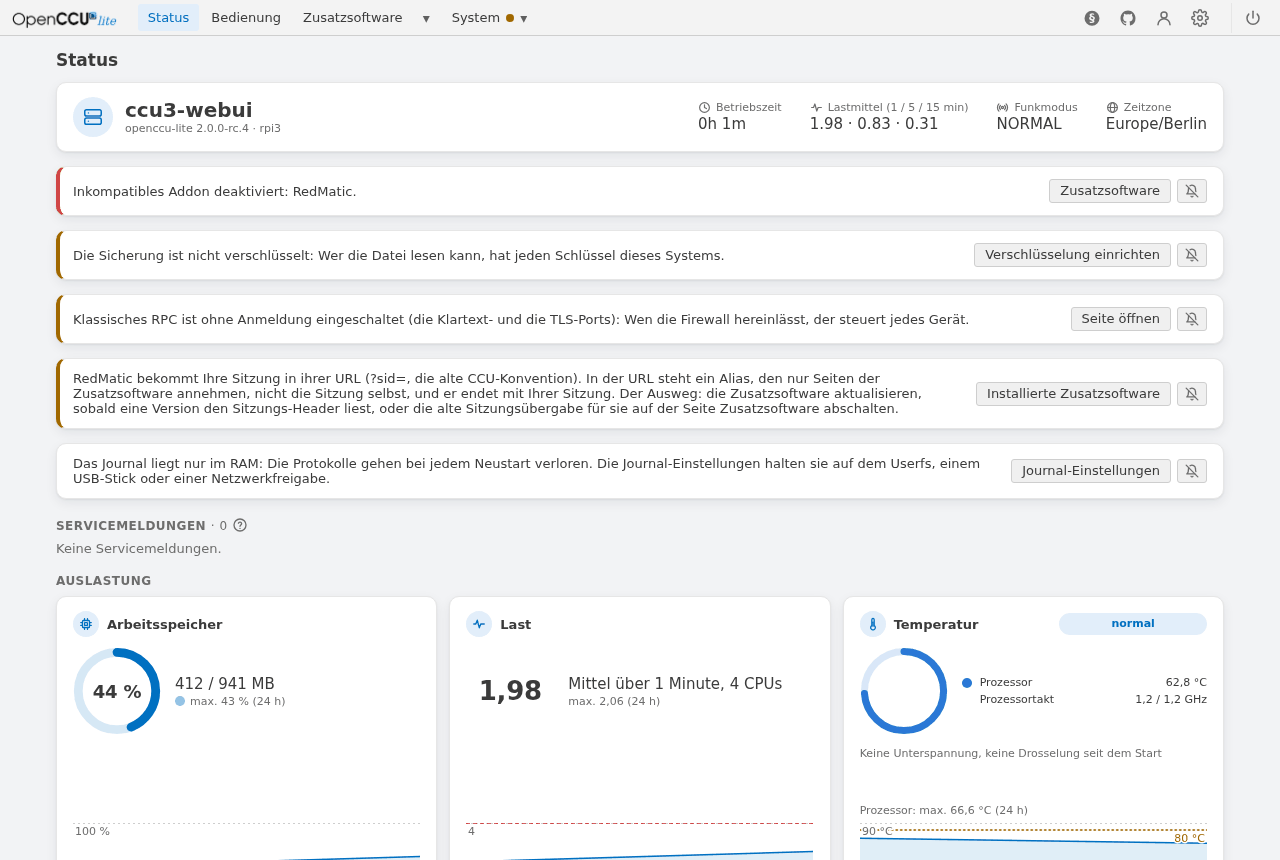 OpenCCU lite Status Bedienung Zusatzsoftware ▼ System ▼
Status
ccu3-webui
openccu-lite 2.0.0-rc.4 · rpi3
Betriebszeit
0h 1m
Lastmittel (1 / 5 / 15 min)
1.98 · 0.83 · 0.31
Funkmodus
NORMAL
Zeitzone
Europe/Berlin
Inkompatibles Addon deaktiviert: RedMatic.
Zusatzsoftware
Die Sicherung ist nicht verschlüsselt: Wer die Datei lesen kann, hat jeden Schlüssel dieses Systems.
Verschlüsselung einrichten
Klassisches RPC ist ohne Anmeldung eingeschaltet (die Klartext- und die TLS-Ports): Wen die Firewall hereinlässt, der steuert jedes Gerät.
Seite öffnen
RedMatic bekommt Ihre Sitzung in ihrer URL (?sid=, die alte CCU-Konvention). In der URL steht ein Alias, den nur Seiten der
Zusatzsoftware annehmen, nicht die Sitzung selbst, und er endet mit Ihrer Sitzung. Der Ausweg: die Zusatzsoftware aktualisieren,
sobald eine Version den Sitzungs-Header liest, oder die alte Sitzungsübergabe für sie auf der Seite Zusatzsoftware abschalten.
Installierte Zusatzsoftware
Das Journal liegt nur im RAM: Die Protokolle gehen bei jedem Neustart verloren. Die Journal-Einstellungen halten sie auf dem Userfs, einem
USB-Stick oder einer Netzwerkfreigabe.
Journal-Einstellungen
SERVICEMELDUNGEN · 0
Keine Servicemeldungen.
AUSLASTUNG
Arbeitsspeicher
44 %
412 / 941 MB
max. 43 % (24 h)
100 %
Last
1,98
Mittel über 1 Minute, 4 CPUs
max. 2,06 (24 h)
4
Temperatur
normal
Prozessor 62,8 °C
Prozessortakt 1,2 / 1,2 GHz
Keine Unterspannung, keine Drosselung seit dem Start
Prozessor: max. 66,6 °C (24 h)
90 °C
80 °C